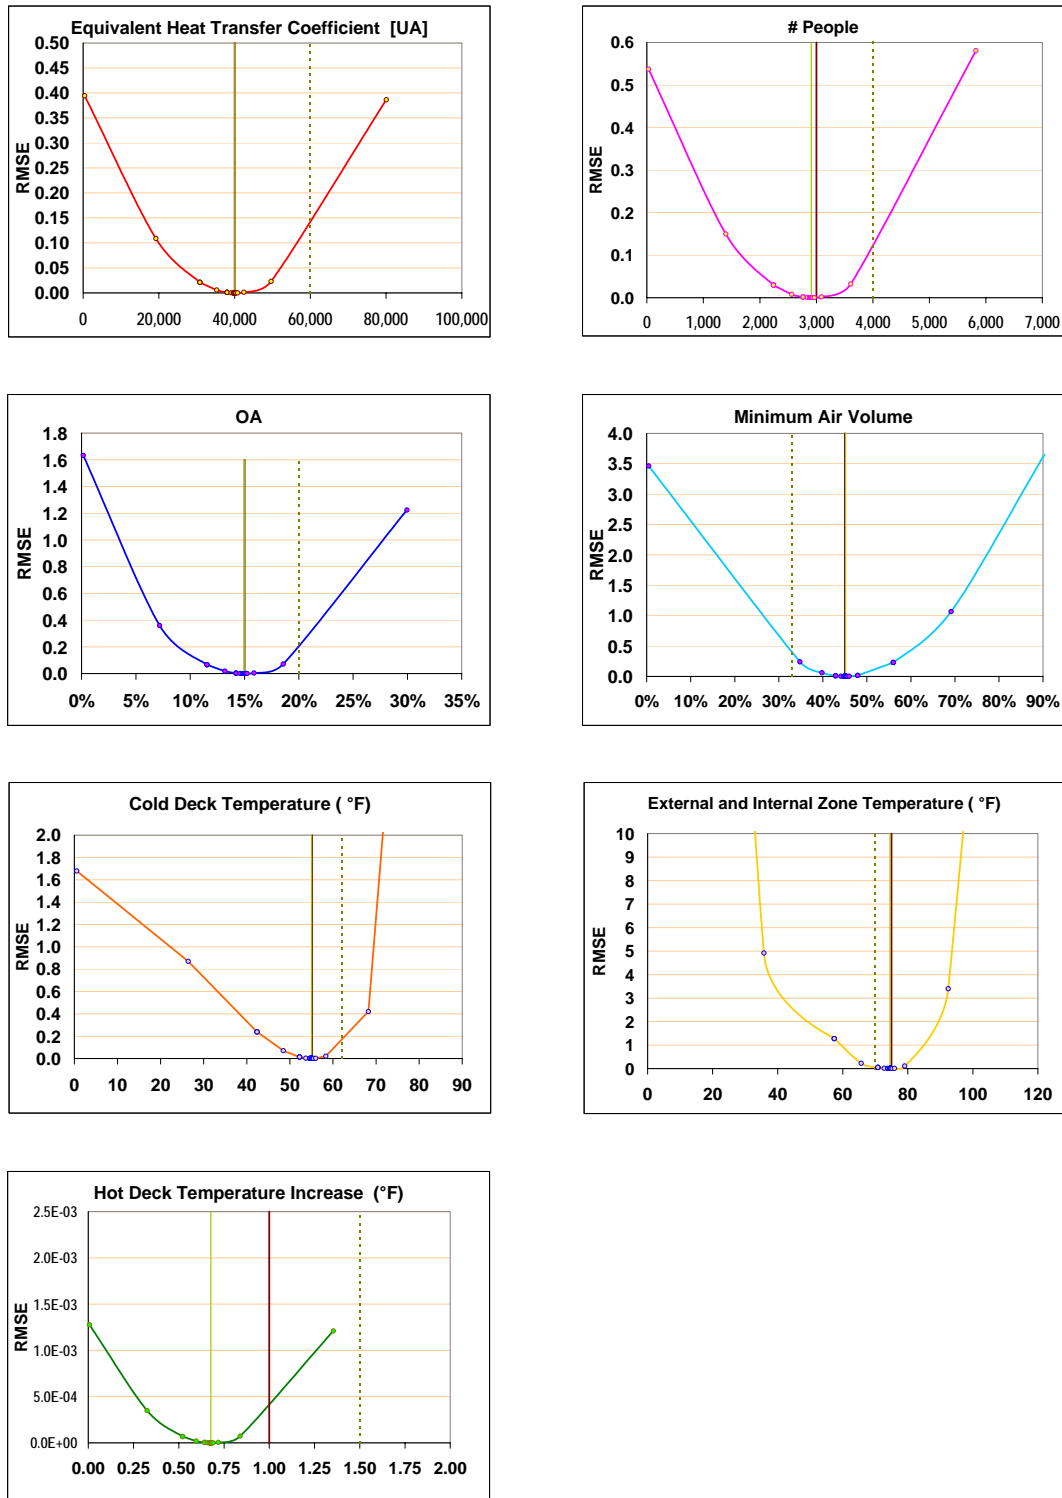 Equivalent Heat Transfer Coefficient [UA]
0.50
0.45
0.40
0.35
0.30
0.25
0.20
0.15
0.10
0.05
0.00
RMSE
0 20,000 40,000 60,000 80,000 100,000
# People
0.6
0.5
0.4
0.3
0.2
0.1
0.0
RMSE
0 1,000 2,000 3,000 4,000 5,000 6,000 7,000
OA
1.8
1.6
1.4
1.2
1.0
0.8
0.6
0.4
0.2
0.0
RMSE
0% 5% 10% 15% 20% 25% 30% 35%
Minimum Air Volume
4.0
3.5
3.0
2.5
2.0
1.5
1.0
0.5
0.0
RMSE
0% 10% 20% 30% 40% 50% 60% 70% 80% 90%
Cold Deck Temperature ( °F)
2.0
1.8
1.6
1.4
1.2
1.0
0.8
0.6
0.4
0.2
0.0
RMSE
0 10 20 30 40 50 60 70 80 90
External and Internal Zone Temperature ( °F)
10
9
8
7
6
5
4
3
2
1
0
RMSE
0 20 40 60 80 100 120
Hot Deck Temperature Increase (°F)
2.5E-03
2.0E-03
1.5E-03
1.0E-03
5.0E-04
0.0E+00
RMSE
0.00 0.25 0.50 0.75 1.00 1.25 1.50 1.75 2.00